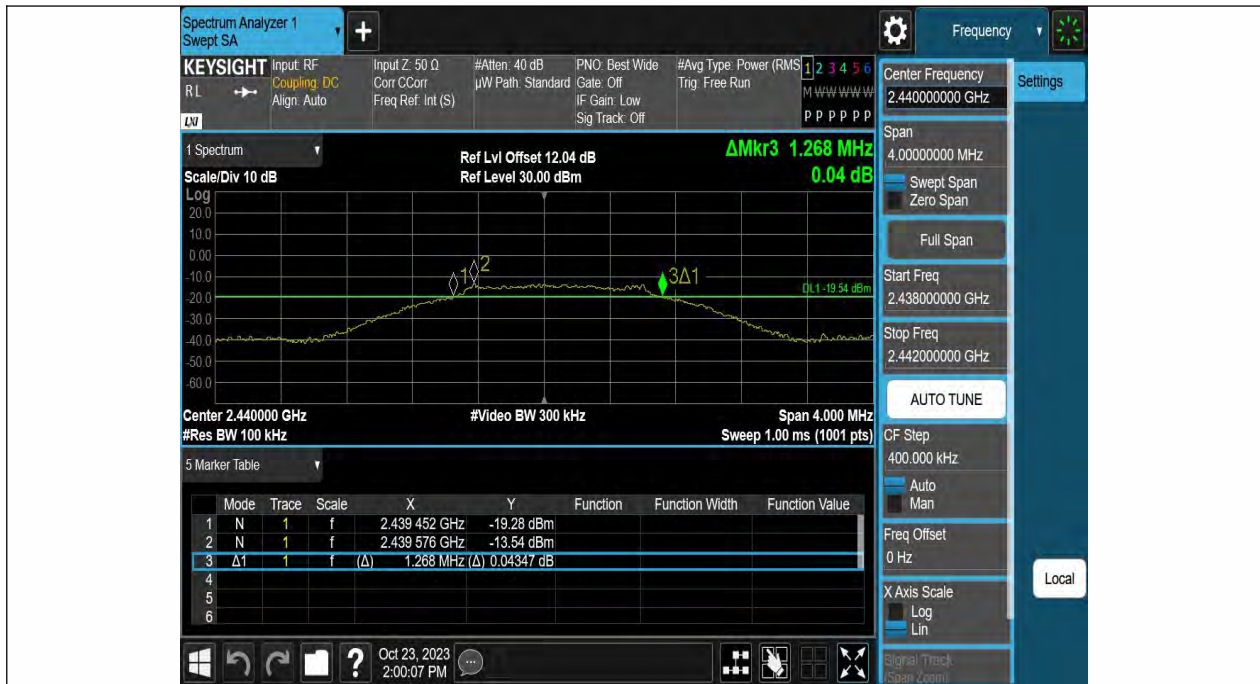 Spectrum Analyzer 1
Swept SA
+
Frequency
KEYSIGHT
RL
LXI
Input: RF
Coupling: DC
Align: Auto
Input Z: 50 Ω
Corr CCorr
Freq Ref: Int (S)
#Atten: 40 dB
µW Path: Standard
PNO: Best Wide
Gate: Off
IF Gain: Low
Sig Track: Off
#Avg Type: Power (RMS
Trig: Free Run
1 2 3 4 5 6
M W W W W W
P P P P P P
1 Spectrum
Scale/Div 10 dB
Ref Lvl Offset 12.04 dB
Ref Level 30.00 dBm
ΔMkr3 1.268 MHz
0.04 dB
Log
20.0
10.0
0.00
-10.0
-20.0
-30.0
-40.0
-50.0
-60.0
1
2
3Δ1
DL1 -19.54 dBm
Center 2.440000 GHz
#Video BW 300 kHz
Span 4.000 MHz
#Res BW 100 kHz
Sweep 1.00 ms (1001 pts)
5 Marker Table
Mode Trace Scale X Y Function Function Width Function Value
1 N 1 f 2.439 452 GHz -19.28 dBm
2 N 1 f 2.439 576 GHz -13.54 dBm
3 Δ1 1 f (Δ) 1.268 MHz (Δ) 0.04347 dB
4
5
6
?
Oct 23, 2023
2:00:07 PM
Center Frequency
2.440000000 GHz
Settings
Span
4.00000000 MHz
Swept Span
Zero Span
Full Span
Start Freq
2.438000000 GHz
Stop Freq
2.442000000 GHz
AUTO TUNE
CF Step
400.000 kHz
Auto
Man
Freq Offset
0 Hz
X Axis Scale
Log
Lin
Signal Track
(Span Zoom)
Local